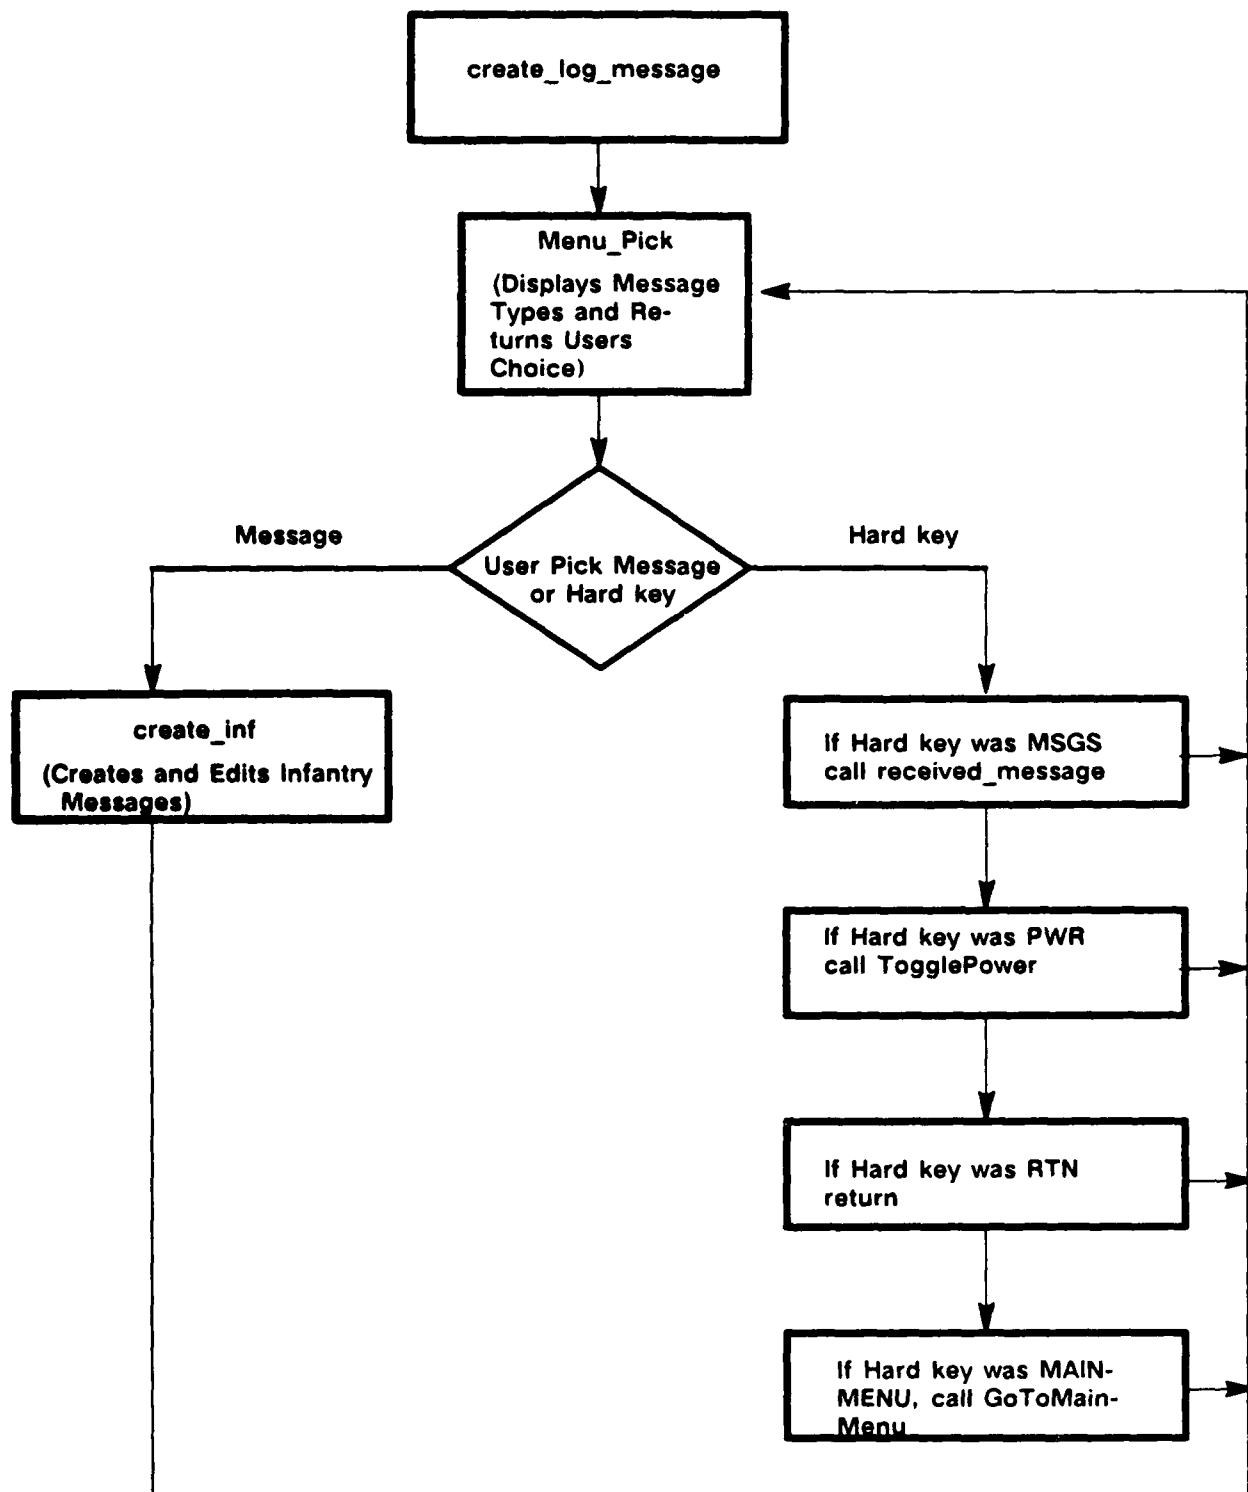 create_log_message
Menu_Pick
(Displays Message
Types and Re-
turns Users
Choice)
Message
Hard key
User Pick Message
or Hard key
create_inf
(Creates and Edits Infantry
Messages)
If Hard key was MSGS
call received_message
If Hard key was PWR
call TogglePower
If Hard key was RTN
return
If Hard key was MAIN-
MENU, call GoToMain-
Menu